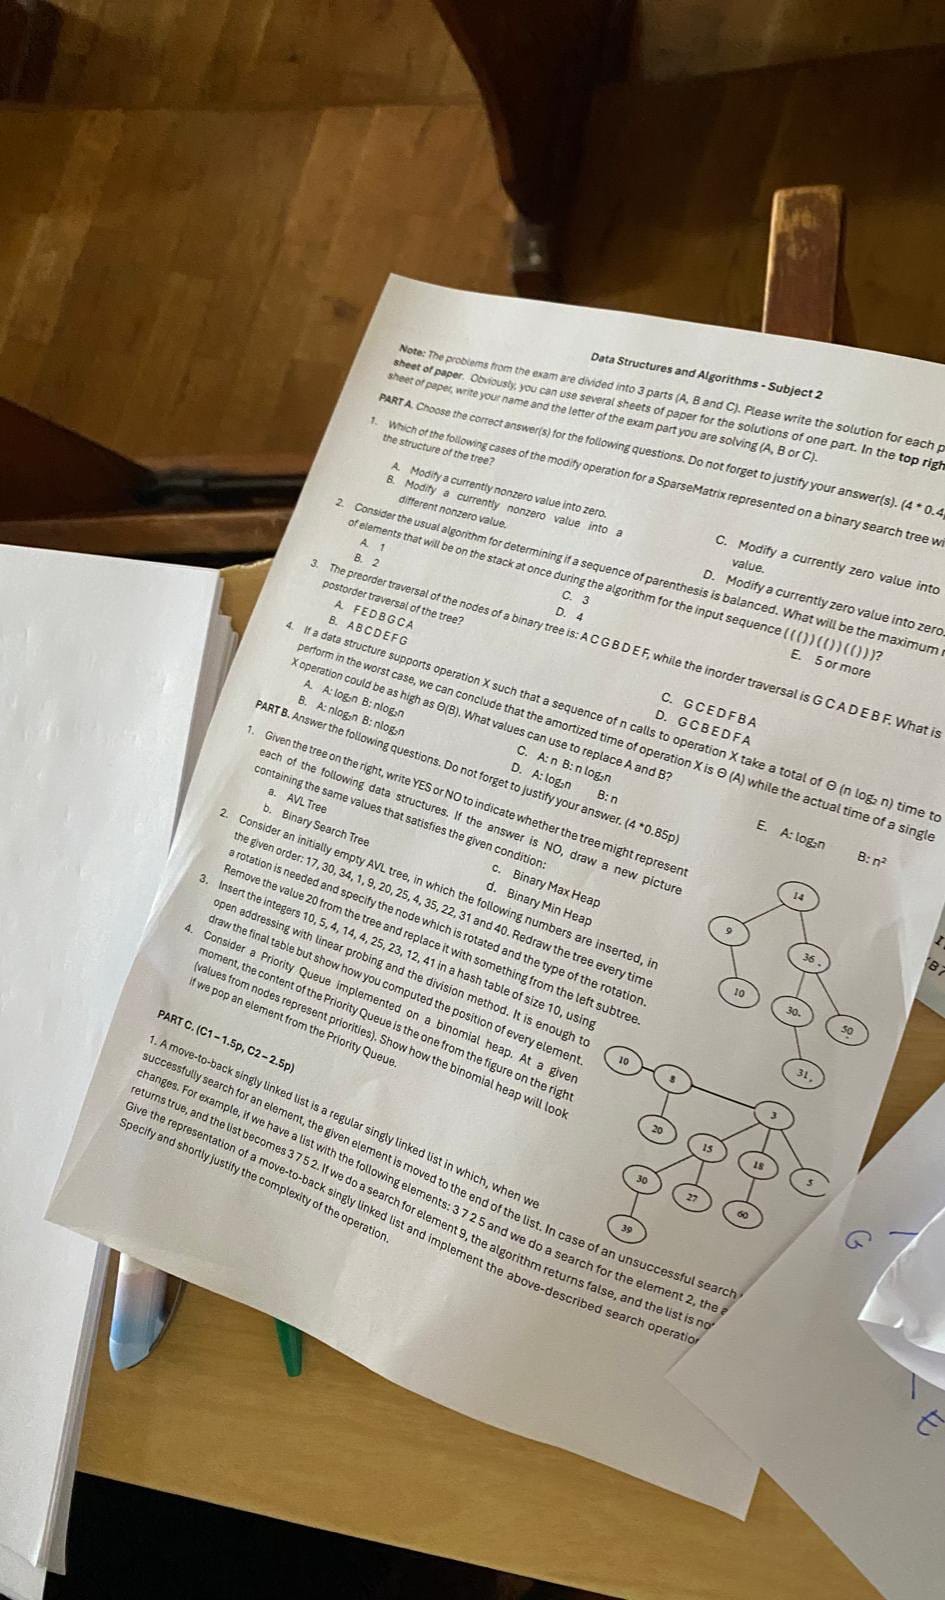 Data Structures and Algorithms - Subject 2
Note: The problems from the exam are divided into 3 parts (A, B and C). Please write the solution for each
sheet of paper. Obviously, you can use several sheets of paper for the solutions of one part. In the top
sheet of paper, write your name and the letter of the exam part you are solving (A, B or C).
PART A. Choose the correct answer(s) for the following questions. Do not forget to justify your answer(s). (4 * 0.4
1. Which of the following cases of the modify operation for a SparseMatrix represented on a binary search tree
the structure of the tree?
A. Modify a currently nonzero value into zero.
B. Modify a currently nonzero value into a
different nonzero value.
C. Modify a currently zero value into
value.
D. Modify a currently zero value into zero.
2. Consider the usual algorithm for determining if a sequence of parenthesis is balanced. What will be the maximum
of elements that will be on the stack at once during the algorithm for the input sequence ( ( ( ) ) ( ( ) ) ( ( ) ) )?
A. 1
B. 2
C. 3
D. 4
E. 5 or more
3. The preorder traversal of the nodes of a binary tree is: A C G B D E F, while the inorder traversal is G C A D E B F. What is
postorder traversal of the tree?
A. F E D B G C A
B. A B C D E F G
C. G C E D F B A
D. G C B E D F A
4. If a data structure supports operation X such that a sequence of n calls to operation X take a total of Θ (n log₂ n) time to
perform in the worst case, we can conclude that the amortized time of operation X is Θ (A) while the actual time of a single
X operation could be as high as Θ(B). What values can use to replace A and B?
A. A: log₂n B: nlog₂n
B. A: nlog₂n B: nlog₂n
C. A: n B: n log₂n
D. A: log₂n B: n
E. A: log₂n B: n²
PART B. Answer the following questions. Do not forget to justify your answer. (4 *0.85p)
1. Given the tree on the right, write YES or NO to indicate whether the tree might represent
each of the following data structures. If the answer is NO, draw a new picture
containing the same values that satisfies the given condition:
a. AVL Tree
b. Binary Search Tree
c. Binary Max Heap
d. Binary Min Heap
2. Consider an initially empty AVL tree, in which the following numbers are inserted, in
the given order: 17, 30, 34, 1, 9, 20, 25, 4, 35, 22, 31 and 40. Redraw the tree every time
a rotation is needed and specify the node which is rotated and the type of the rotation.
Remove the value 20 from the tree and replace it with something from the left subtree.
3. Insert the integers 10, 5, 4, 14, 4, 25, 23, 12, 41 in a hash table of size 10, using
open addressing with linear probing and the division method. It is enough to
draw the final table but show how you computed the position of every element.
4. Consider a Priority Queue implemented on a binomial heap. At a given
moment, the content of the Priority Queue is the one from the figure on the right
(values from nodes represent priorities). Show how the binomial heap will look
if we pop an element from the Priority Queue.
14
9
36
10
30
50
31
10
8
3
20
15
18
5
30
27
60
39
PART C. (C1 – 1.5p, C2 – 2.5p)
1. A move-to-back singly linked list is a regular singly linked list in which, when we
successfully search for an element, the given element is moved to the end of the list. In case of an unsuccessful search
changes. For example, if we have a list with the following elements: 3 7 2 5 and we do a search for the element 2, the
returns true, and the list becomes 3 7 5 2. If we do a search for element 9, the algorithm returns false, and the list is
Give the representation of a move-to-back singly linked list and implement the above-described search
Specify and shortly justify the complexity of the operation.
G
E